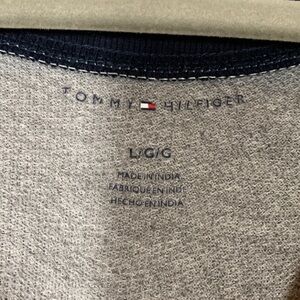 TOMMY HILFIGER
L/G/G
MADE IN INDIA
FABRIQUE EN INDE
HECHO EN INDIA